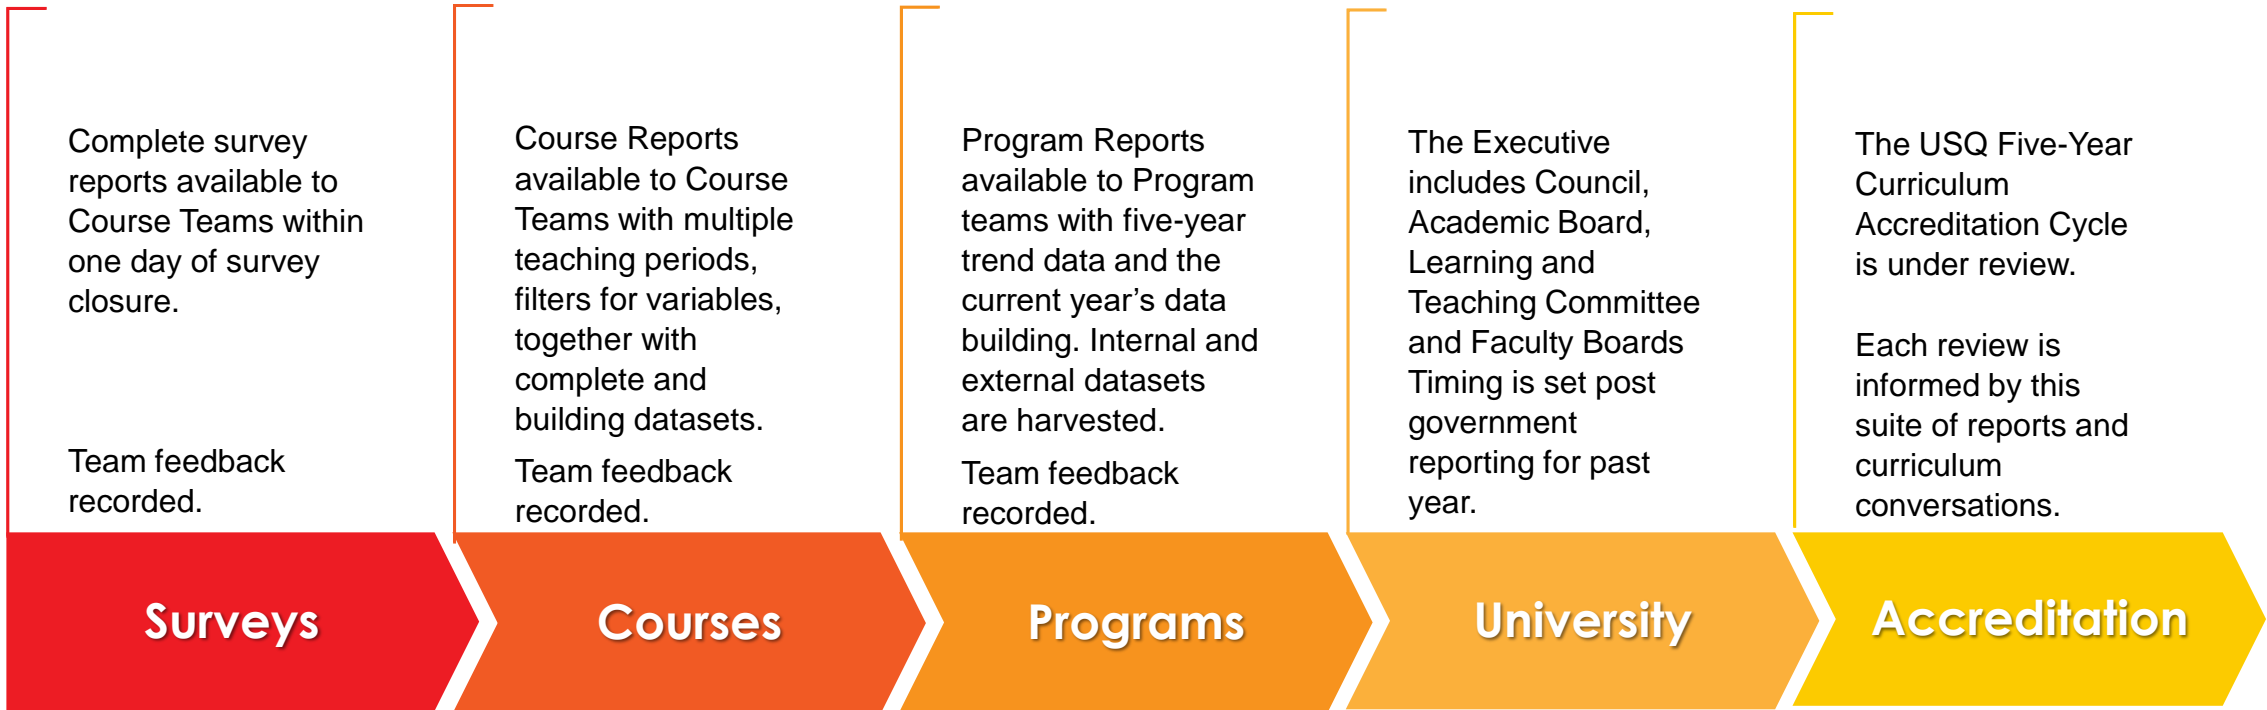 Complete survey
reports available to
Course Teams within
one day of survey
closure.
Team feedback
recorded.
Surveys
Course Reports
available to Course
Teams with multiple
teaching periods,
filters for variables,
together with
complete and
building datasets.
Team feedback
recorded.
Courses
Program Reports
available to Program
teams with five-year
trend data and the
current year’s data
building. Internal and
external datasets
are harvested.
Team feedback
recorded.
Programs
The Executive
includes Council,
Academic Board,
Learning and
Teaching Committee
and Faculty Boards
Timing is set post
government
reporting for past
year.
University
The USQ Five-Year
Curriculum
Accreditation Cycle
is under review.
Each review is
informed by this
suite of reports and
curriculum
conversations.
Accreditation